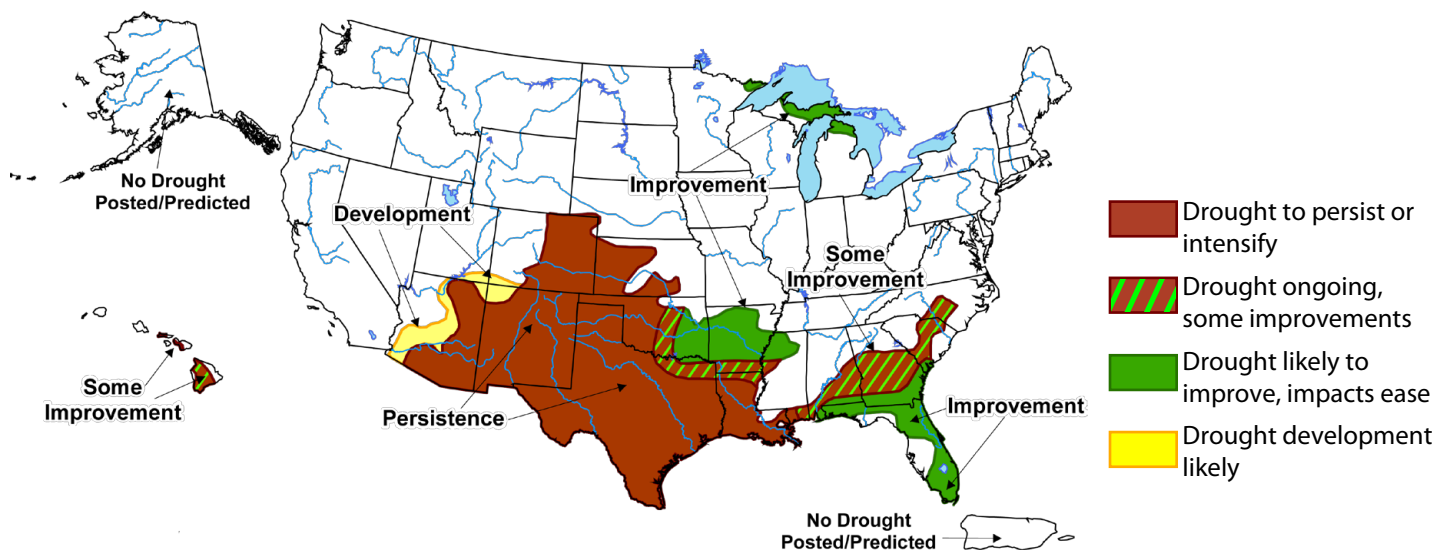 No Drought
Posted/Predicted
Development
Improvement
Some
Improvement
Some
Improvement
Persistence
Improvement
No Drought
Posted/Predicted
Drought to persist or
intensify
Drought ongoing,
some improvements
Drought likely to
improve, impacts ease
Drought development
likely